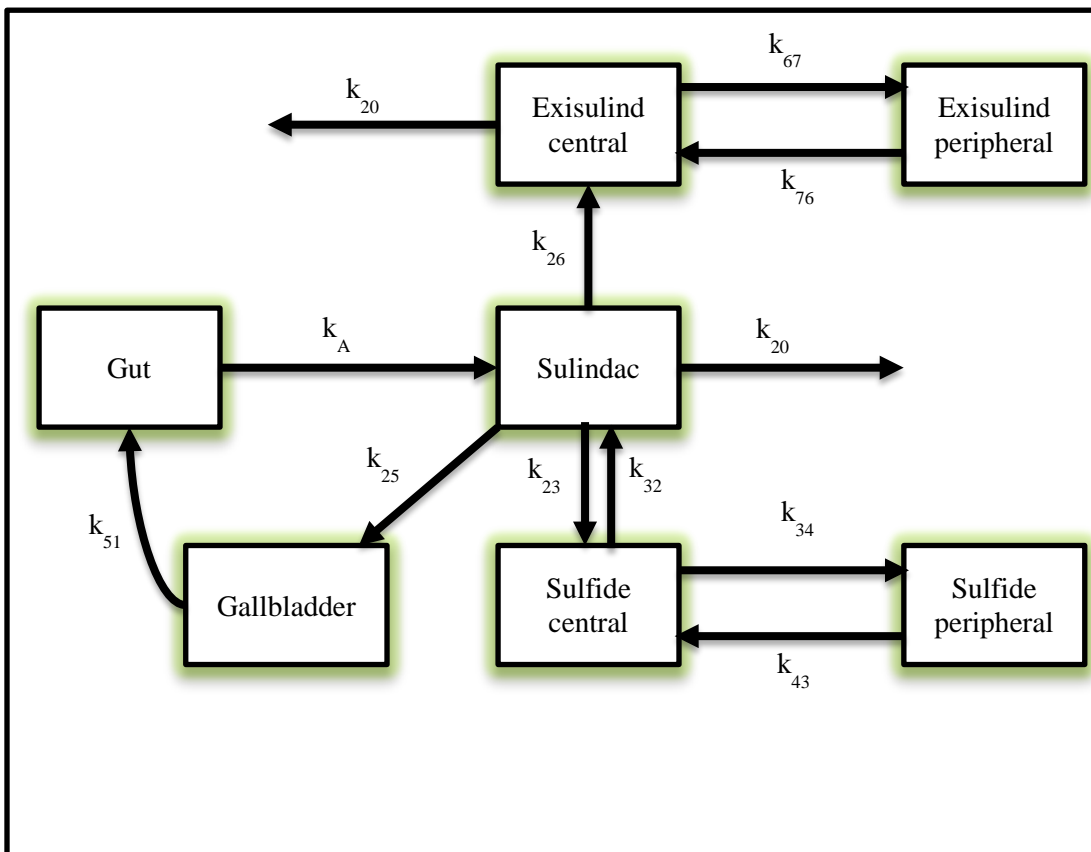 k67
k20
Exisulind
central
Exisulind
peripheral
k76
k26
kA
k20
Gut
Sulindac
k25
k23
k32
k34
k51
Gallbladder
Sulfide
central
Sulfide
peripheral
k43